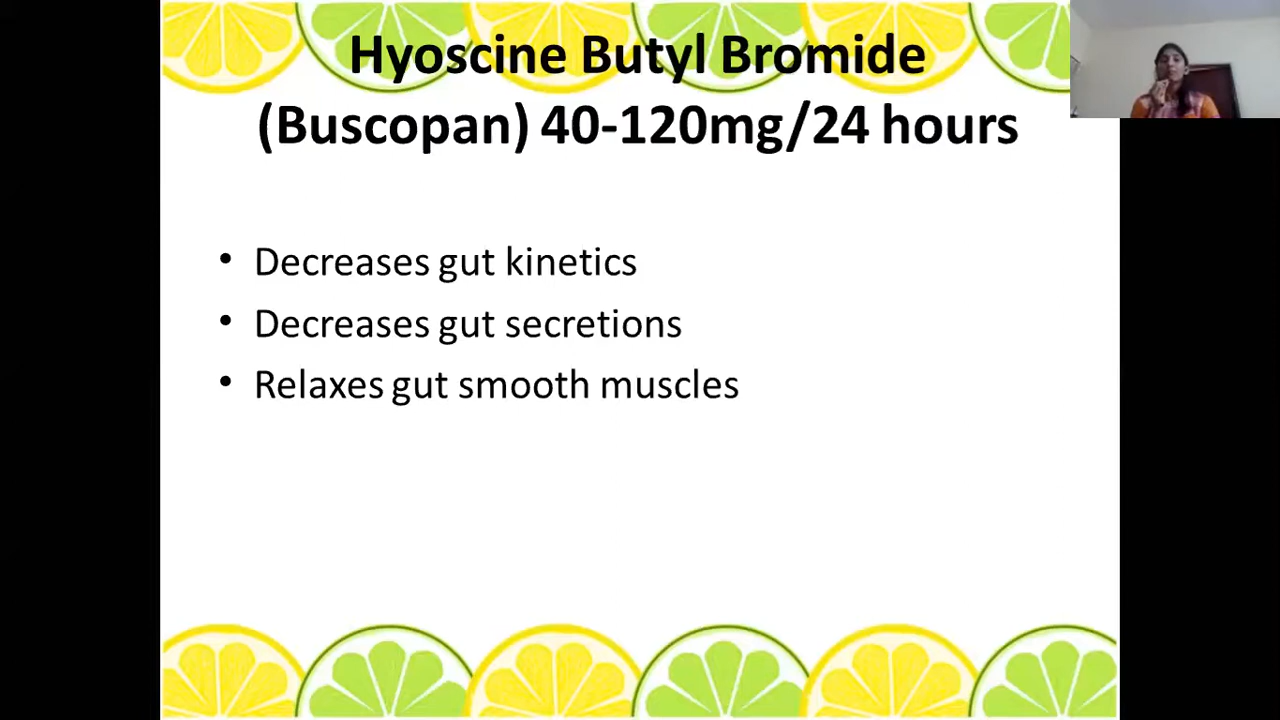 Hyoscine Butyl Bromide
(Buscopan) 40-120mg/24 hours
• Decreases gut kinetics
• Decreases gut secretions
• Relaxes gut smooth muscles